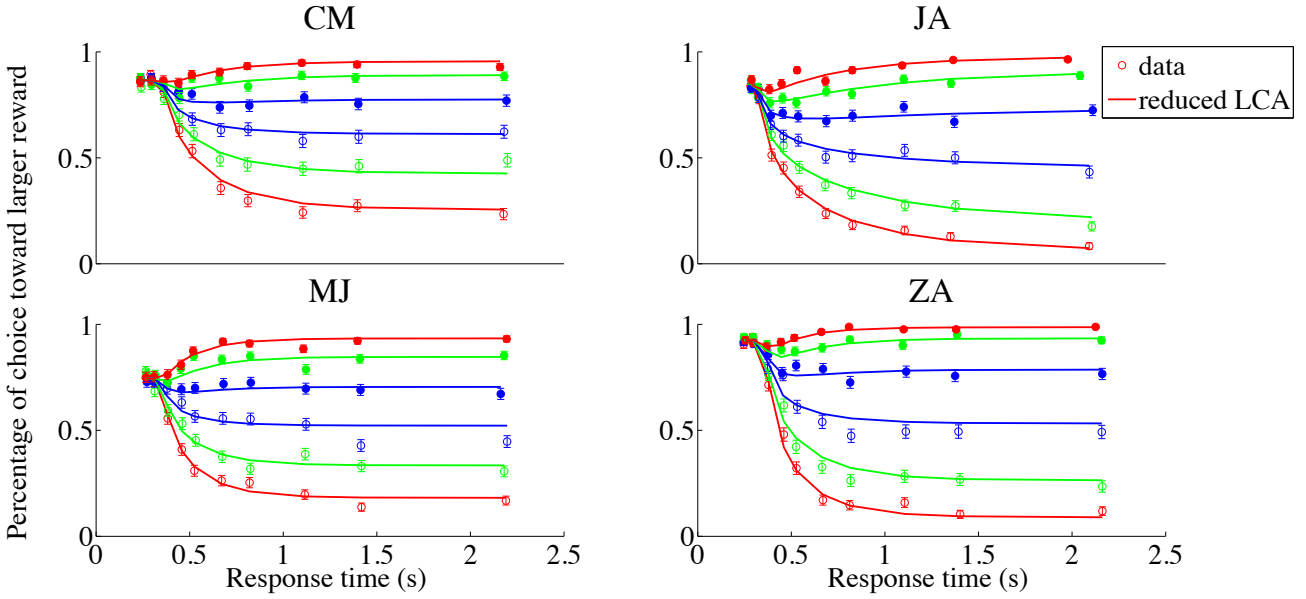 CM
JA
1
0.5
0
1
0.5
0
data
reduced LCA
Percentage of choice toward larger reward
MJ
ZA
1
0.5
0
0 0.5 1 1.5 2 2.5
Response time (s)
1
0.5
0
0 0.5 1 1.5 2 2.5
Response time (s)